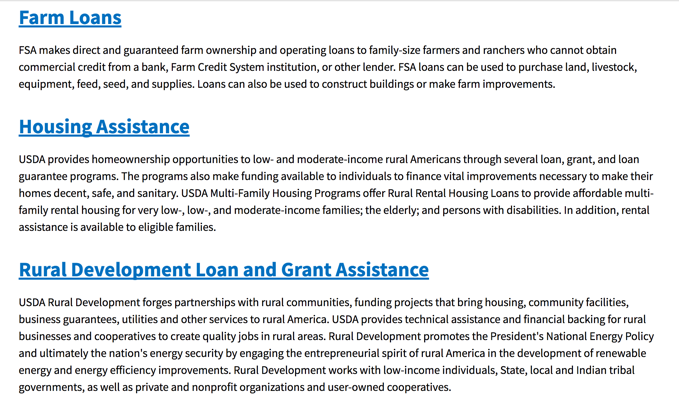 Farm Loans
FSA makes direct and guaranteed farm ownership and operating loans to family-size farmers and ranchers who cannot obtain
commercial credit from a bank, Farm Credit System institution, or other lender. FSA loans can be used to purchase land, livestock,
equipment, feed, seed, and supplies. Loans can also be used to construct buildings or make farm improvements.
Housing Assistance
USDA provides homeownership opportunities to low- and moderate-income rural Americans through several loan, grant, and loan
guarantee programs. The programs also make funding available to individuals to finance vital improvements necessary to make their
homes decent, safe, and sanitary. USDA Multi-Family Housing Programs offer Rural Rental Housing Loans to provide affordable multi-
family rental housing for very low-, low-, and moderate-income families; the elderly; and persons with disabilities. In addition, rental
assistance is available to eligible families.
Rural Development Loan and Grant Assistance
USDA Rural Development forges partnerships with rural communities, funding projects that bring housing, community facilities,
business guarantees, utilities and other services to rural America. USDA provides technical assistance and financial backing for rural
businesses and cooperatives to create quality jobs in rural areas. Rural Development promotes the President's National Energy Policy
and ultimately the nation's energy security by engaging the entrepreneurial spirit of rural America in the development of renewable
energy and energy efficiency improvements. Rural Development works with low-income individuals, State, local and Indian tribal
governments, as well as private and nonprofit organizations and user-owned cooperatives.